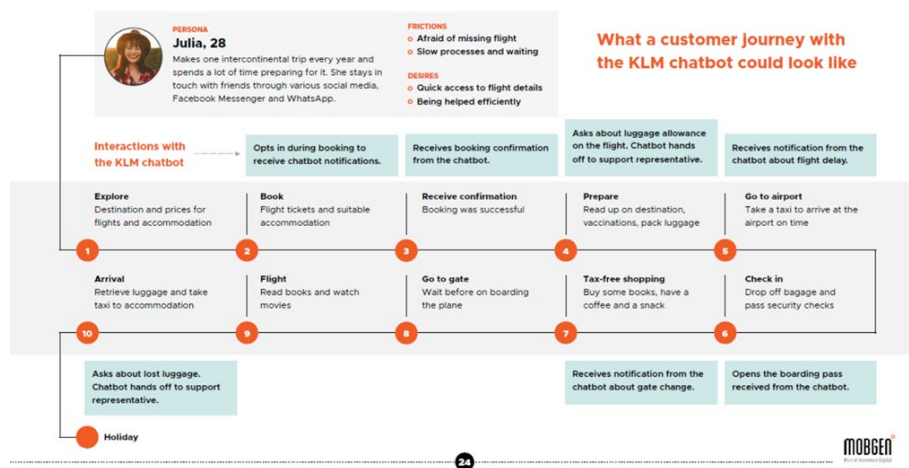 PERSONA
Julia, 28
Makes one intercontinental trip every year and
spends a lot of time preparing for it. She stays in
touch with friends through various social media,
Facebook Messenger and WhatsApp.
FRICTIONS
Afraid of missing flight
Slow processes and waiting
DESIRES
Quick access to flight details
Being helped efficiently
What a customer journey with
the KLM chatbot could look like
Interactions with
the KLM chatbot
Opts in during booking to
receive chatbot notifications.
Receives booking confirmation
from the chatbot.
Asks about luggage allowance
on the flight. Chatbot hands
off to support representative.
Receives notification from the
chatbot about flight delay.
Explore
Destination and prices for
flights and accommodation
1
Book
Flight tickets and suitable
accommodation
2
Receive confirmation
Booking was successful
3
Prepare
Read up on destination,
vaccinations, pack luggage
4
Go to airport
Take a taxi to arrive at the
airport on time
5
Arrival
Retrieve luggage and take
taxi to accommodation
10
Flight
Read books and watch
movies
9
Go to gate
Wait before on boarding
the plane
8
Tax-free shopping
Buy some books, have a
coffee and a snack
7
Check in
Drop off bagage and
pass security checks
6
Asks about lost luggage.
Chatbot hands off to support
representative.
Receives notification from the
chatbot about gate change.
Opens the boarding pass
received from the chatbot.
Holiday
24
MOBGEN